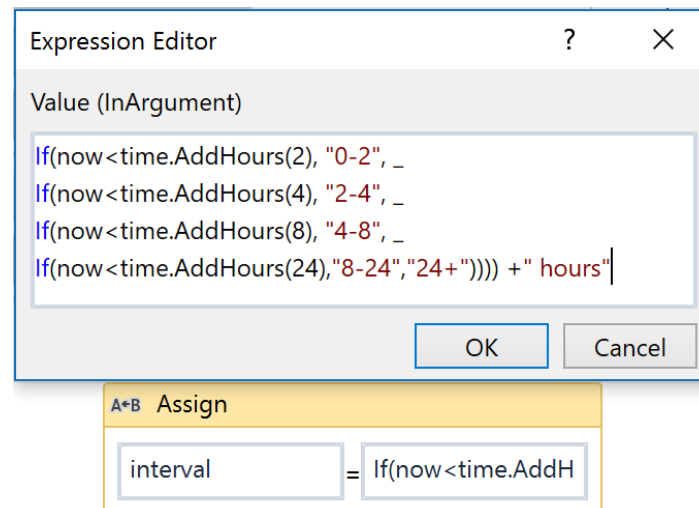 Expression Editor ? ✕
Value (InArgument)
If(now<time.AddHours(2), "0-2", _
If(now<time.AddHours(4), "2-4", _
If(now<time.AddHours(8), "4-8", _
If(now<time.AddHours(24),"8-24","24+")))) +" hours"
OK Cancel
A←B Assign
interval = If(now<time.AddH